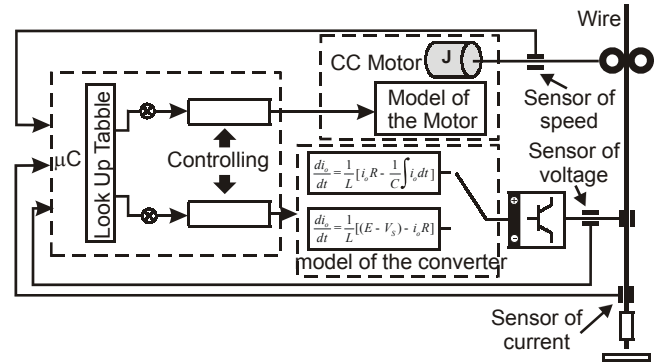 Wire
CC Motor
J
Model of
the Motor
Sensor of
speed
Sensor of
voltage
μC
Look Up Tabble
Controlling
di_o/dt = 1/L [i_o R - 1/C ∫ i_o dt]
di_o/dt = 1/L [(E - V_S) - i_o R]
model of the converter
Sensor of
current